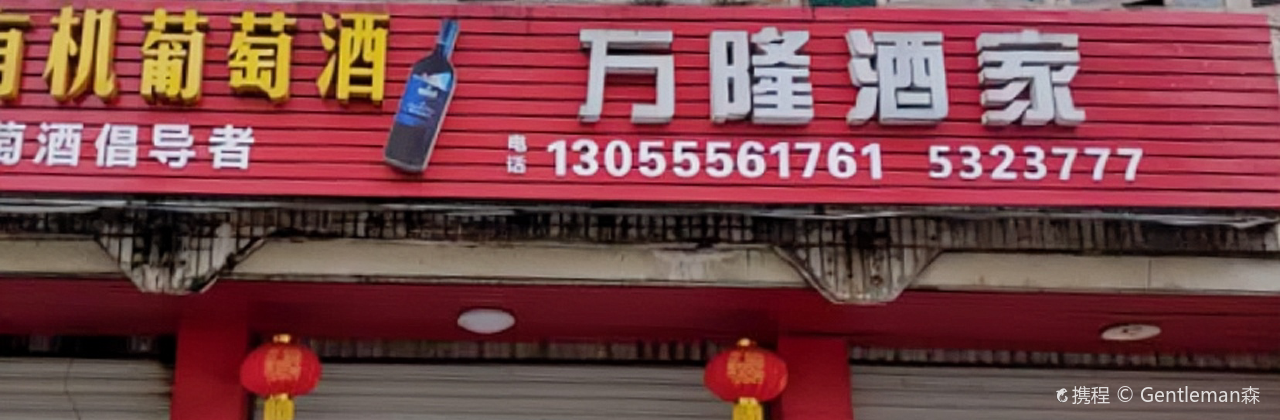 有机葡萄酒
萄酒倡导者
万隆酒家
电话 13055561761 5323777
携程 © Gentleman森